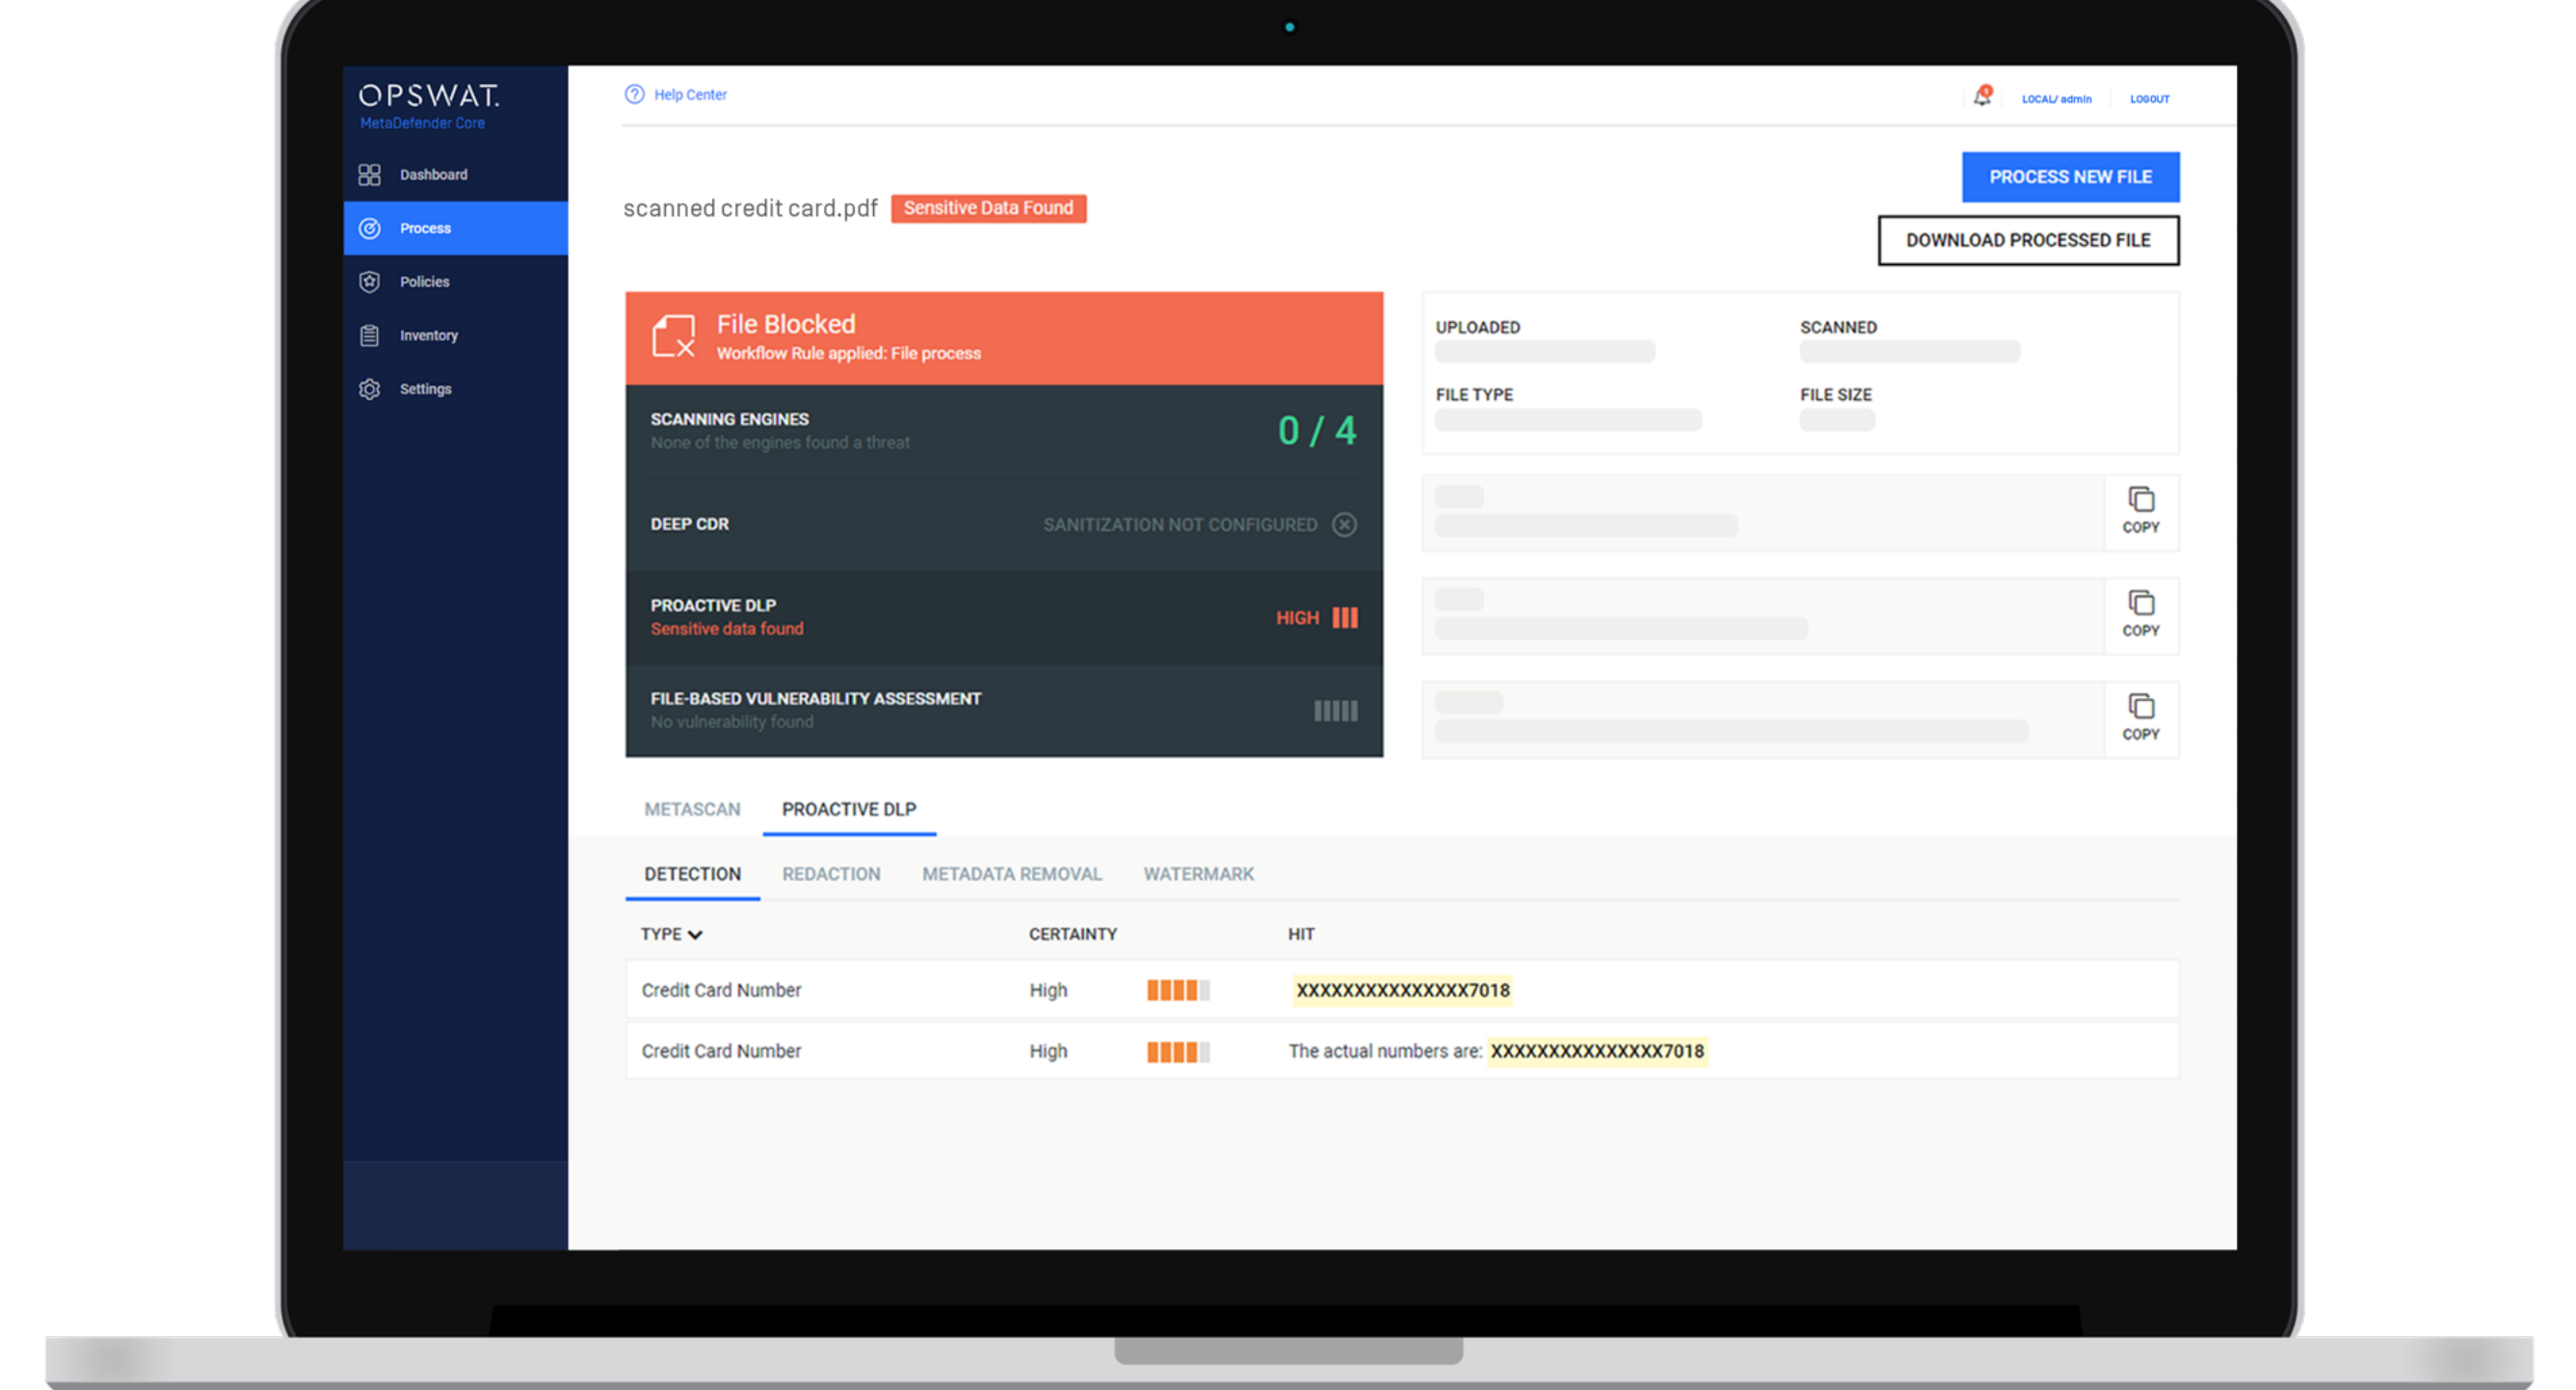 OPSWAT.
MetaDefender Core
Dashboard
Process
Policies
Inventory
Settings
? Help Center
1
LOCAL/ admin
LOGOUT
scanned credit card.pdf
Sensitive Data Found
PROCESS NEW FILE
DOWNLOAD PROCESSED FILE
File Blocked
Workflow Rule applied: File process
SCANNING ENGINES
None of the engines found a threat
0 / 4
DEEP CDR
SANITIZATION NOT CONFIGURED
PROACTIVE DLP
Sensitive data found
HIGH
FILE-BASED VULNERABILITY ASSESSMENT
No vulnerability found
UPLOADED
SCANNED
FILE TYPE
FILE SIZE
COPY
COPY
COPY
METASCAN
PROACTIVE DLP
DETECTION
REDACTION
METADATA REMOVAL
WATERMARK
TYPE
CERTAINTY
HIT
Credit Card Number
High
XXXXXXXXXXXXXXX7018
Credit Card Number
High
The actual numbers are: XXXXXXXXXXXXXXX7018